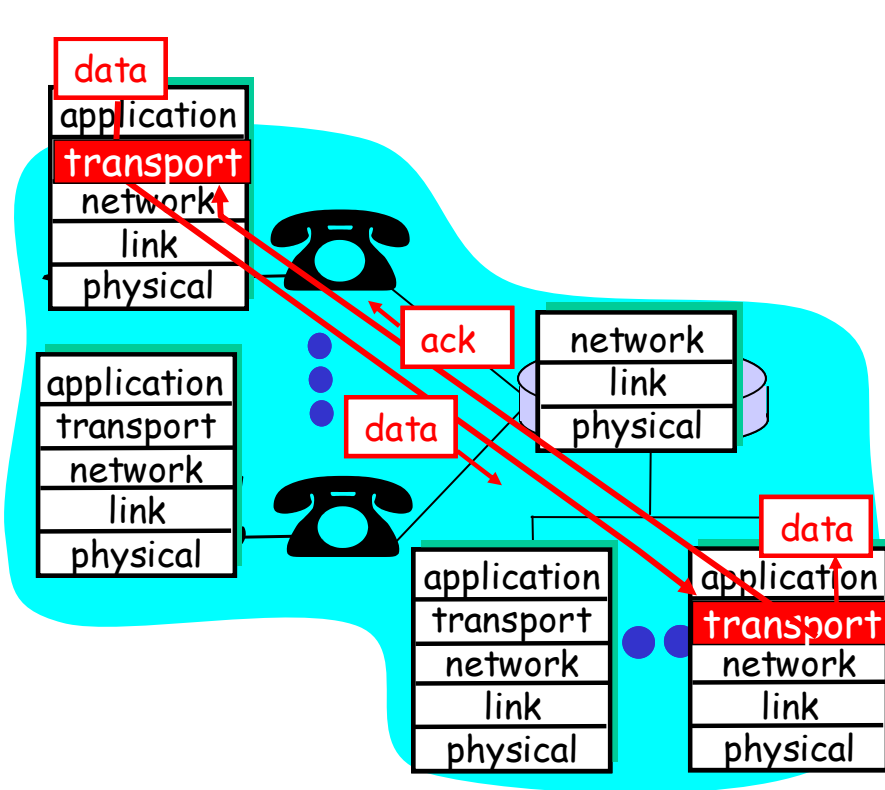 data
application
transport
network
link
physical
ack
network
link
physical
application
transport
network
link
physical
data
data
application
transport
network
link
physical
application
transport
network
link
physical